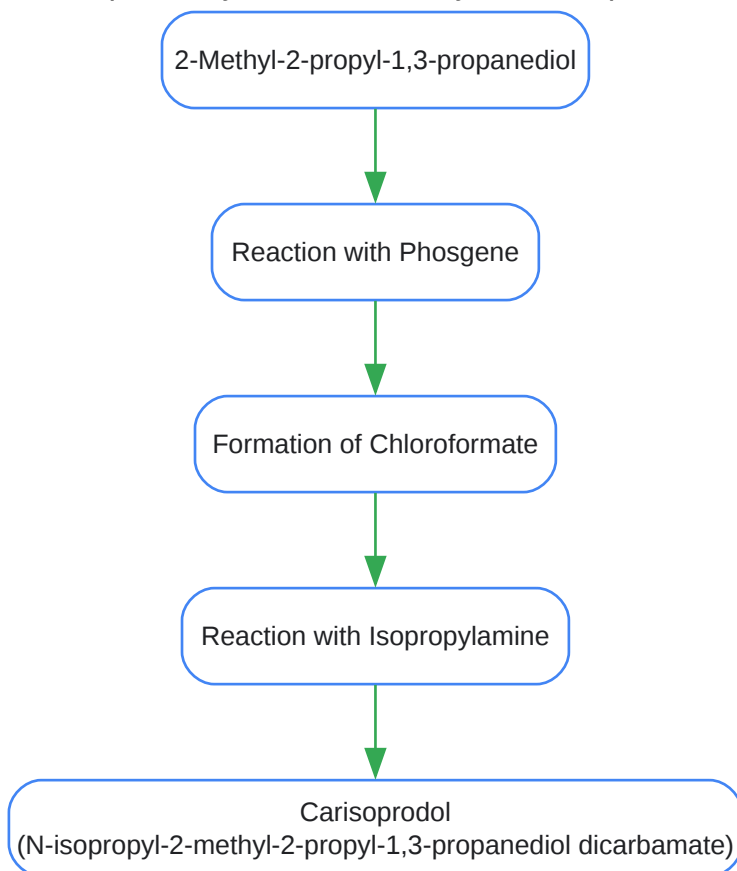 2-Methyl-2-propyl-1,3-propanediol
Reaction with Phosgene
Formation of Chloroformate
Reaction with Isopropylamine
Carisoprodol
(N-isopropyl-2-methyl-2-propyl-1,3-propanediol dicarbamate)